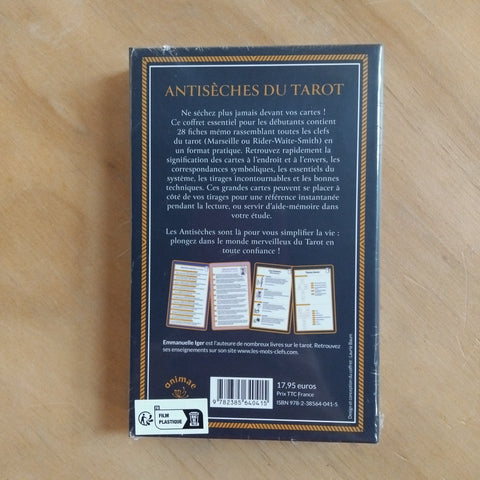 ANTISÈCHES DU TAROT
Ne séchez plus jamais devant vos cartes !
Ce coffret essentiel pour les débutants contient
28 fiches mémo rassemblant toutes les clefs
du tarot (Marseille ou Rider-Waite-Smith) en
un format pratique. Retrouvez rapidement la
signification des cartes à l'endroit et à l'envers, les
correspondances symboliques, les essentiels du
système, les tirages incontournables et les bonnes
techniques. Ces grandes cartes peuvent se placer à
côté de vos tirages pour une référence instantanée
pendant la lecture, ou servir d'aide-mémoire dans
votre étude.
Les Antisèches sont là pour vous simplifier la vie :
plongez dans le monde merveilleux du Tarot en
toute confiance !
Emmanuelle Iger est l'auteure de nombreux livres sur le tarot. Retrouvez
ses enseignements sur son site www.les-mots-clefs.com.
animae
9 782385 640415
17,95 euros
Prix TTC France
ISBN 978-2-38564-041-5
FR
FILM
PLASTIQUE